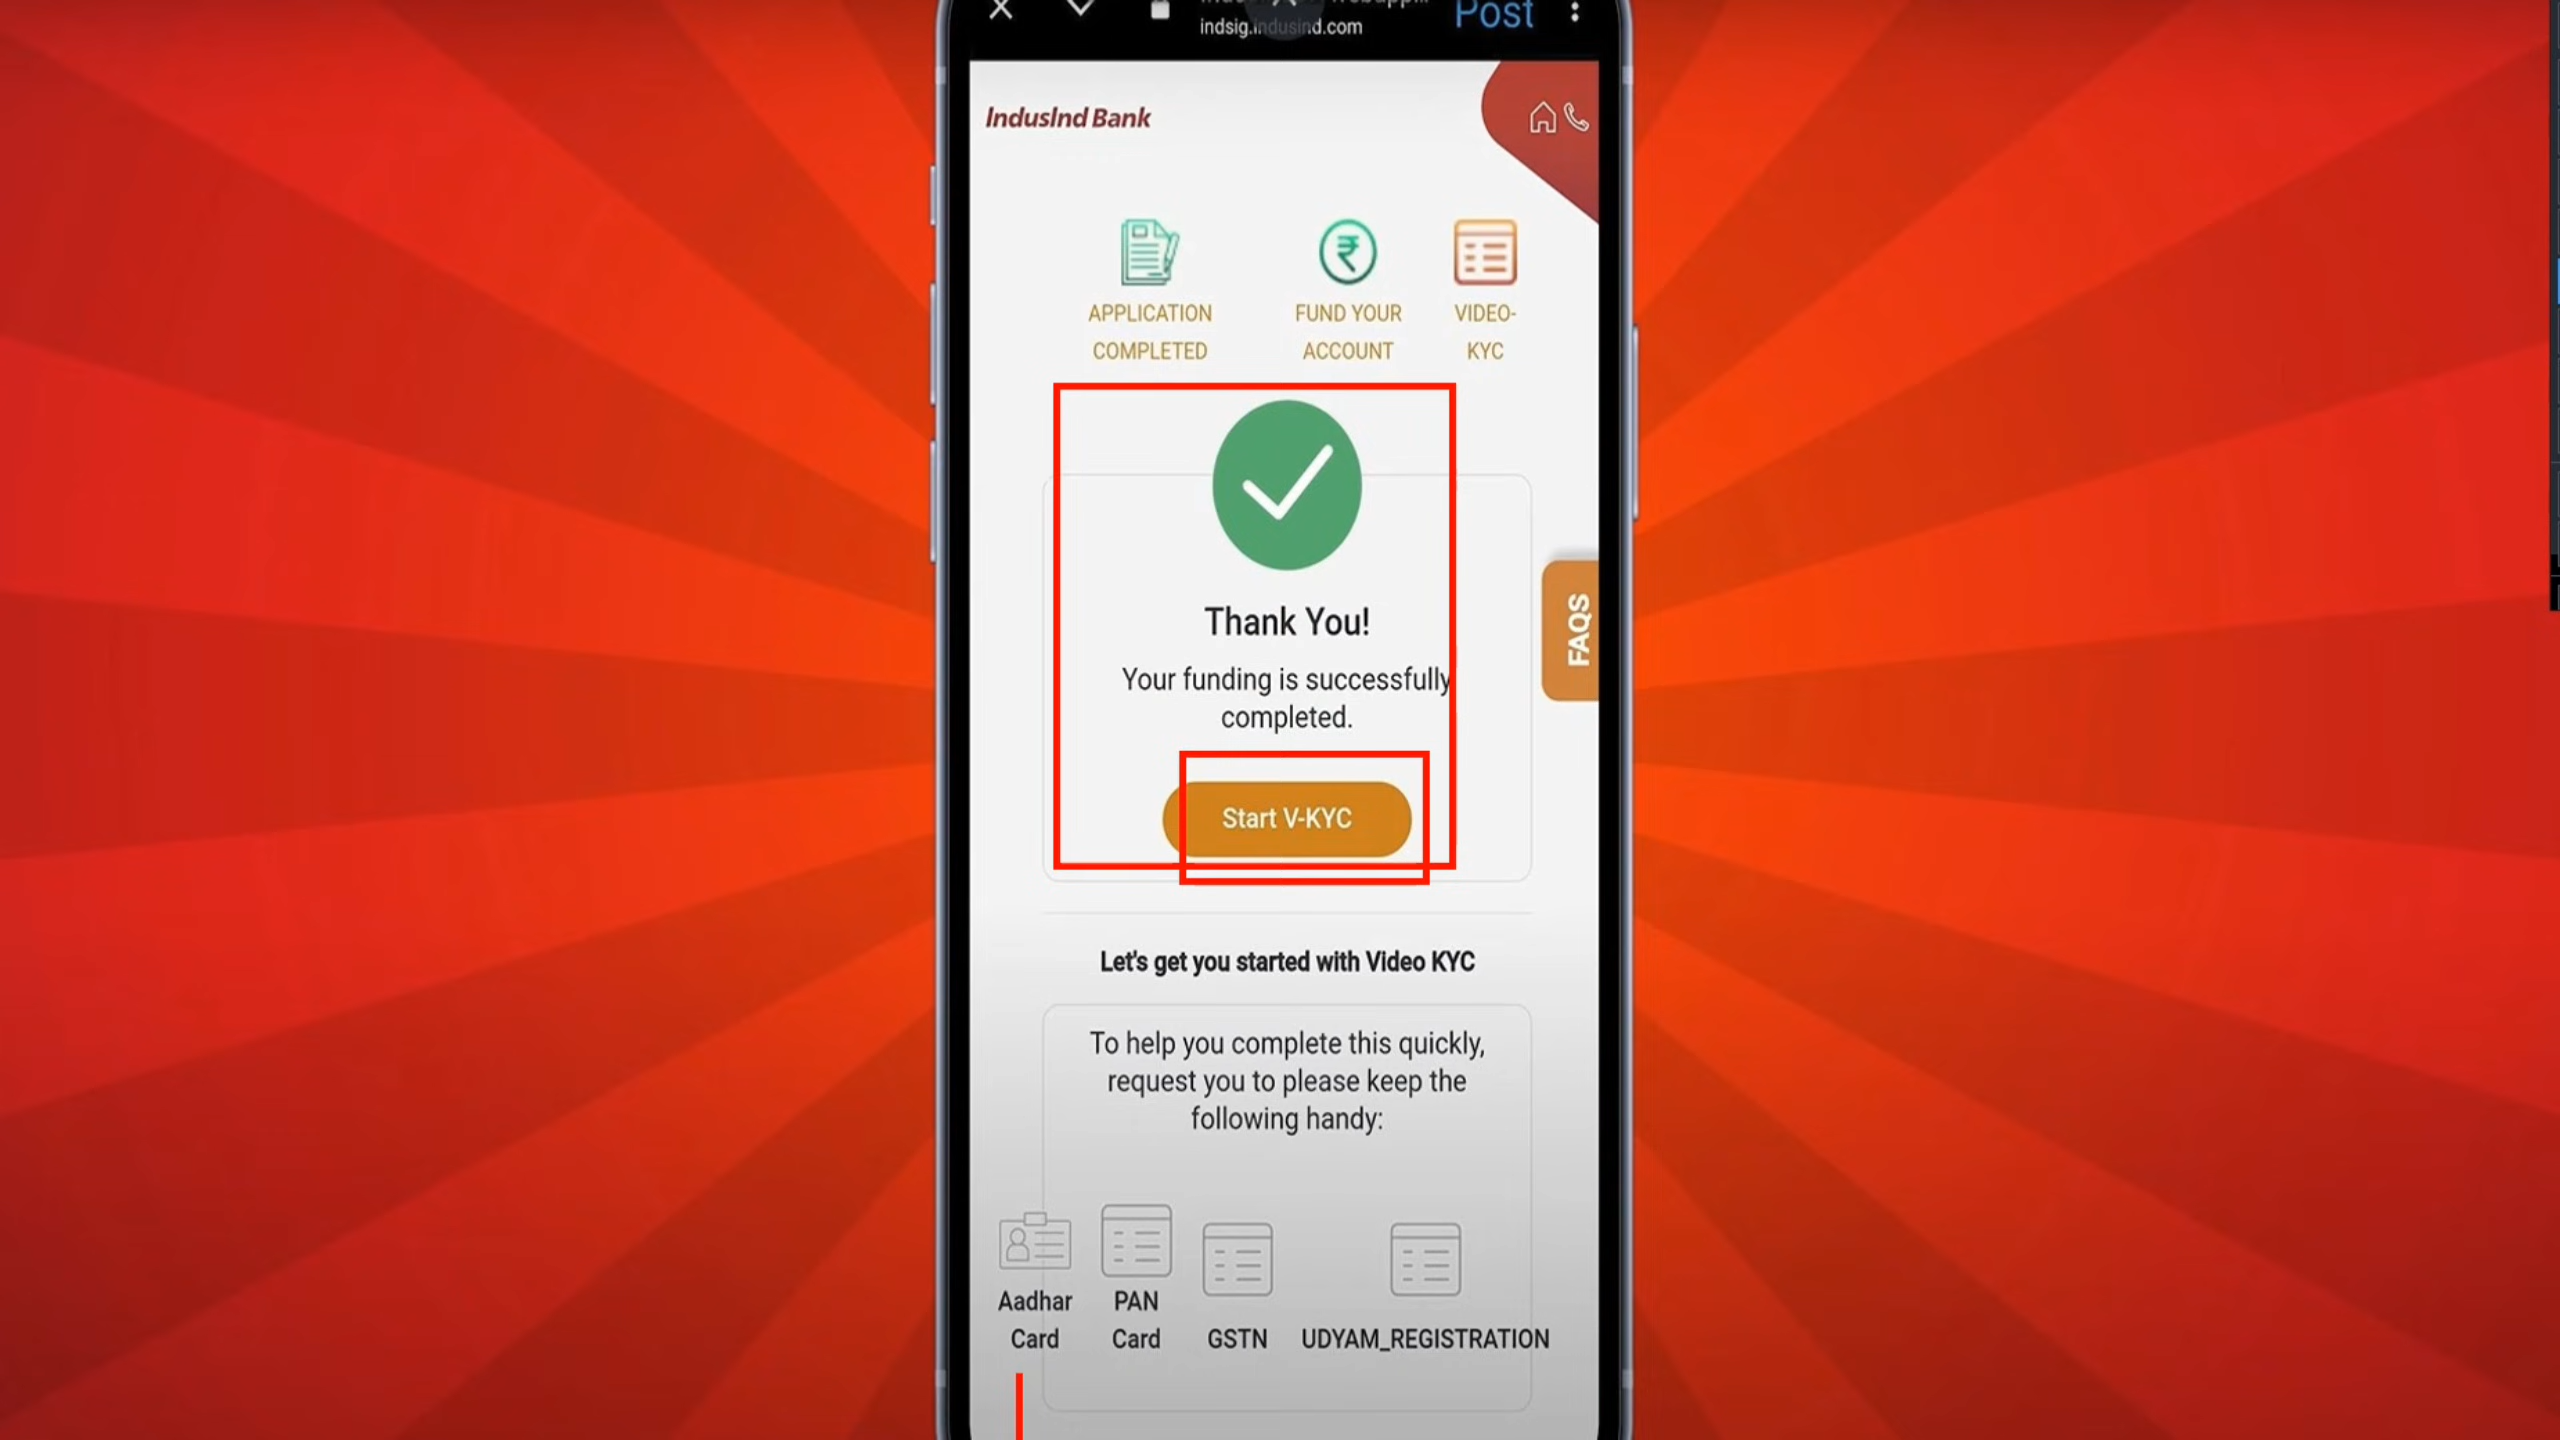 Post
indsig.indusind.com
IndusInd Bank
APPLICATION
COMPLETED
FUND YOUR
ACCOUNT
VIDEO-
KYC
Thank You!
Your funding is successfully
completed.
FAQS
Start V-KYC
Let's get you started with Video KYC
To help you complete this quickly,
request you to please keep the
following handy:
Aadhar
Card
PAN
Card
GSTN
UDYAM_REGISTRATION